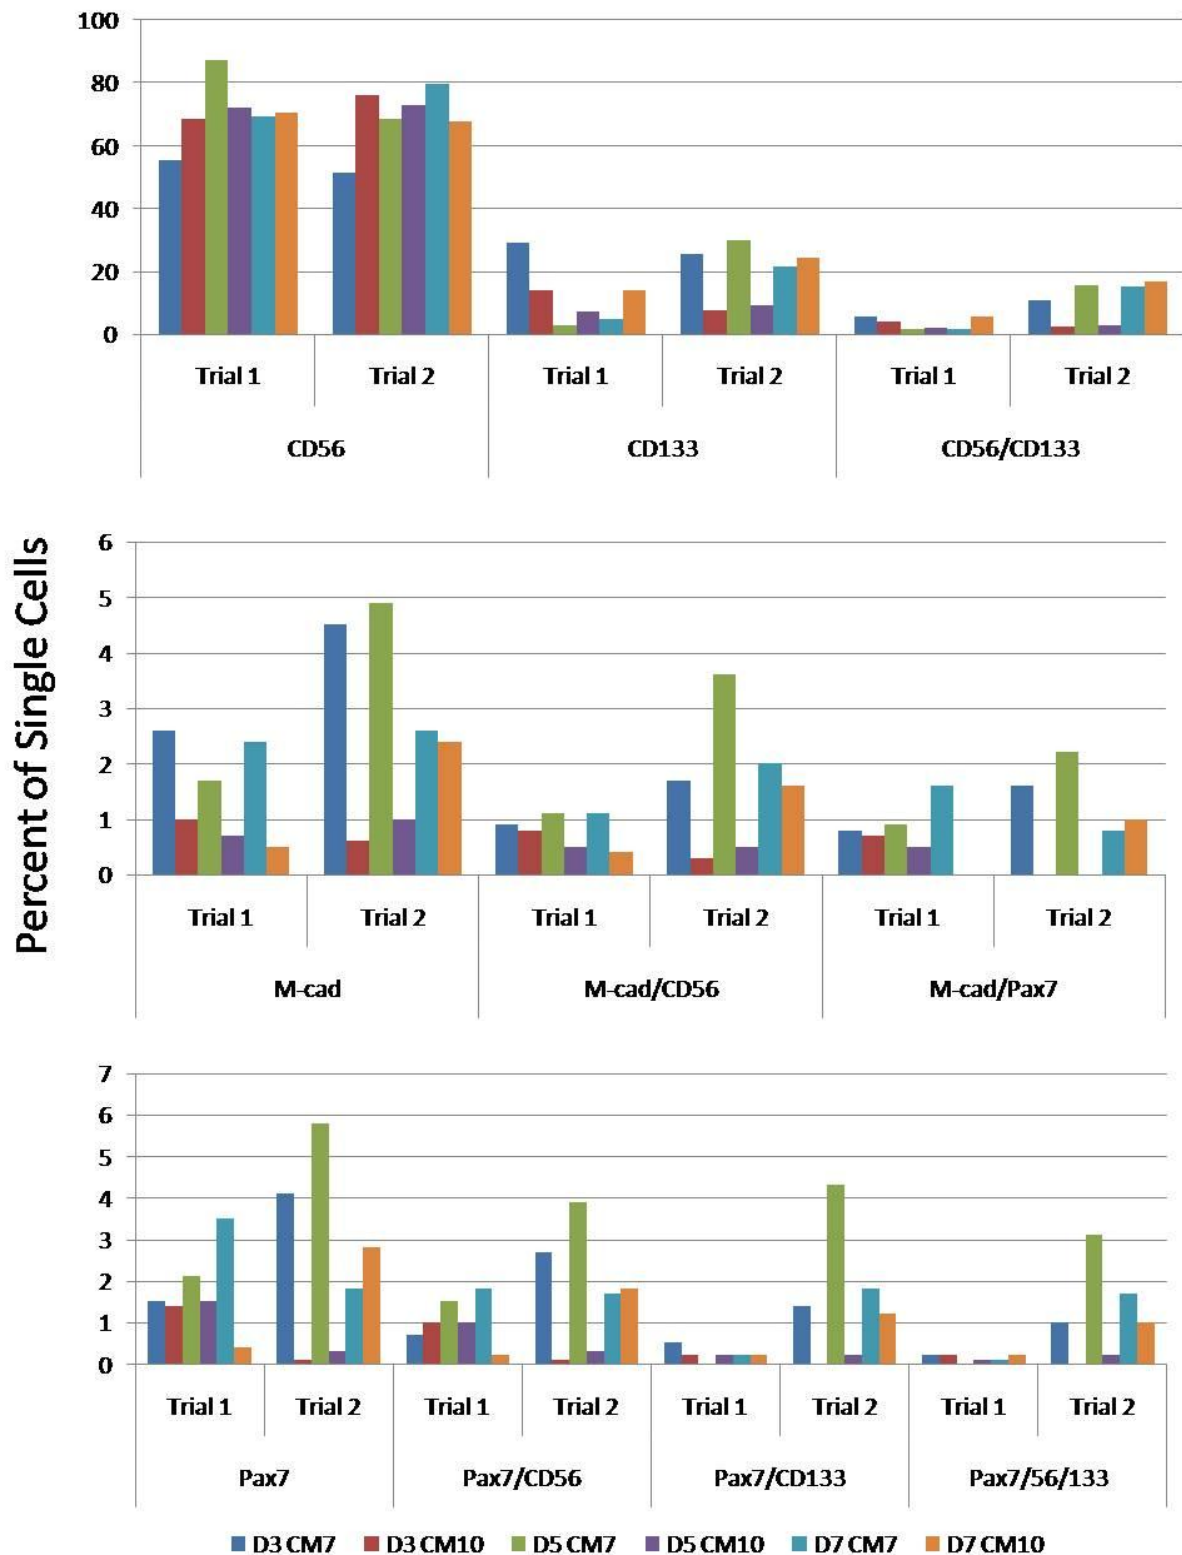 100
80
60
40
20
0
Trial 1 Trial 2 Trial 1 Trial 2 Trial 1 Trial 2
CD56 CD133 CD56/CD133
Percent of Single Cells
6
5
4
3
2
1
0
Trial 1 Trial 2 Trial 1 Trial 2 Trial 1 Trial 2
M-cad M-cad/CD56 M-cad/Pax7
7
6
5
4
3
2
1
0
Trial 1 Trial 2 Trial 1 Trial 2 Trial 1 Trial 2 Trial 1 Trial 2
Pax7 Pax7/CD56 Pax7/CD133 Pax7/56/133
D3 CM7 D3 CM10 D5 CM7 D5 CM10 D7 CM7 D7 CM10